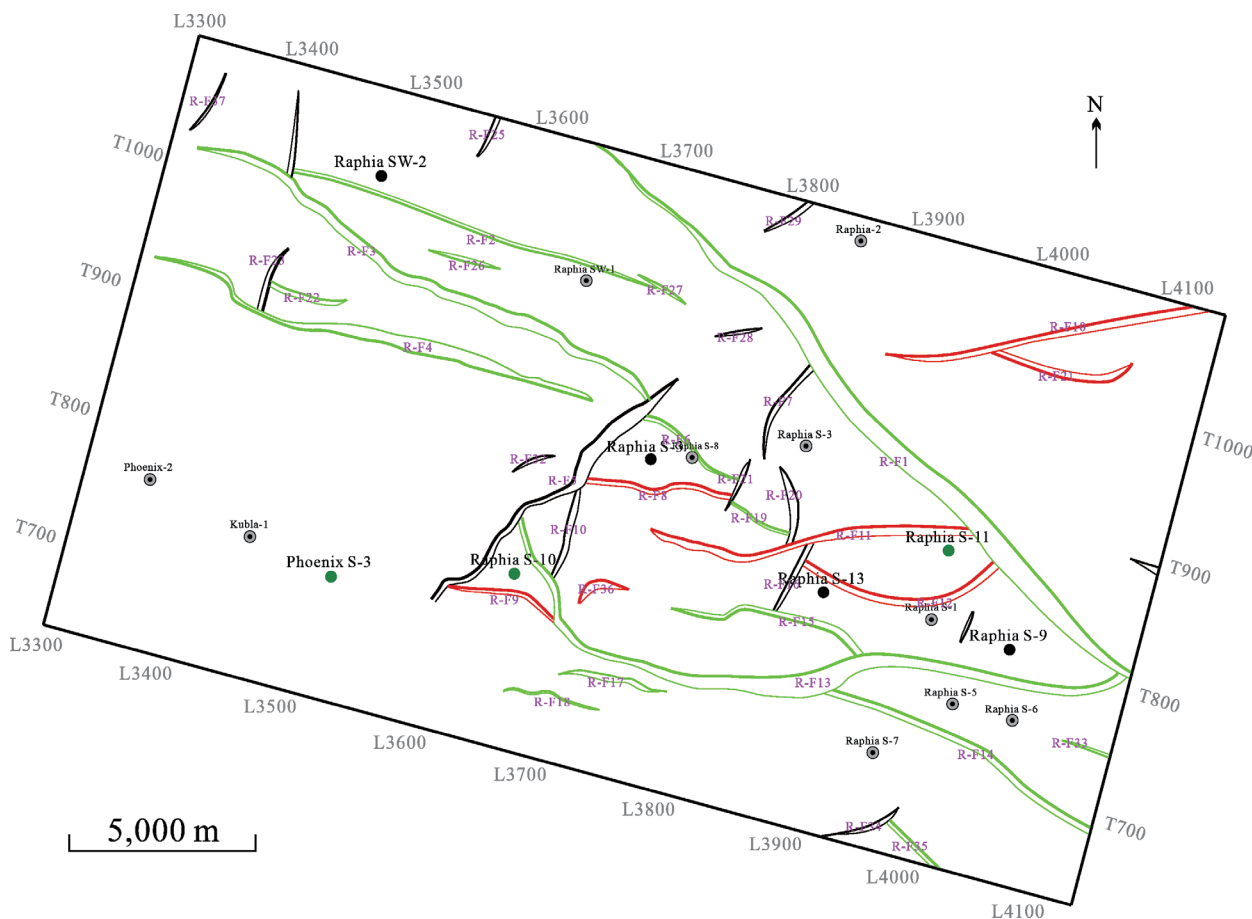 L3300
L3400
L3500
L3600
L3700
L3800
L3900
L4000
L4100
N
T1000
T900
T800
T700
T1000
T900
T800
T700
L3300
L3400
L3500
L3600
L3700
L3800
L3900
L4000
L4100
R-F37
R-F25
Raphia SW-2
R-F29
Raphia-2
R-F2
R-F3
R-F26
Raphia SW-1
R-F27
R-F22
R-F4
R-F28
R-F21
R-F7
R-F6
Raphia S-8
Raphia S-3
R-F1
Phoenix-2
R-F8
R-F20
R-F19
R-F10
R-F11
Kubla-1
Phoenix S-3
Raphia S-10
Raphia S-11
R-F9
R-F36
Raphia S-13
R-F12
Raphia S-1
R-F15
Raphia S-9
R-F17
R-F13
R-F18
Raphia S-5
Raphia S-6
Raphia S-7
R-F14
R-F33
R-F34
R-F35
5,000 m